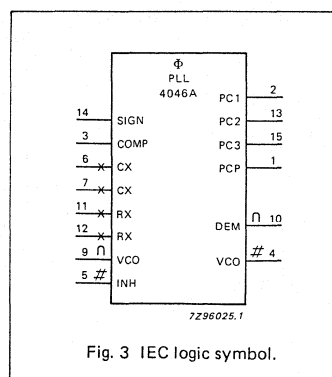 Φ
PLL
4046A
14 SIGN
3 COMP
6 CX
7 CX
11 RX
12 RX
9 ∩ VCO
5 # INH
PC1 2
PC2 13
PC3 15
PCP 1
DEM ∩ 10
VCO # 4
7Z96025.1
Fig. 3 IEC logic symbol.